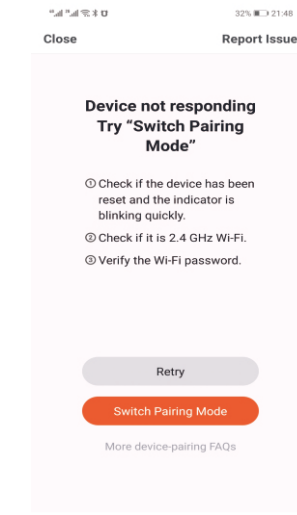 32% 21:48
Close Report Issue
Device not responding
Try “Switch Pairing
Mode”
① Check if the device has been
reset and the indicator is
blinking quickly.
② Check if it is 2.4 GHz Wi-Fi.
③ Verify the Wi-Fi password.
Retry
Switch Pairing Mode
More device-pairing FAQs